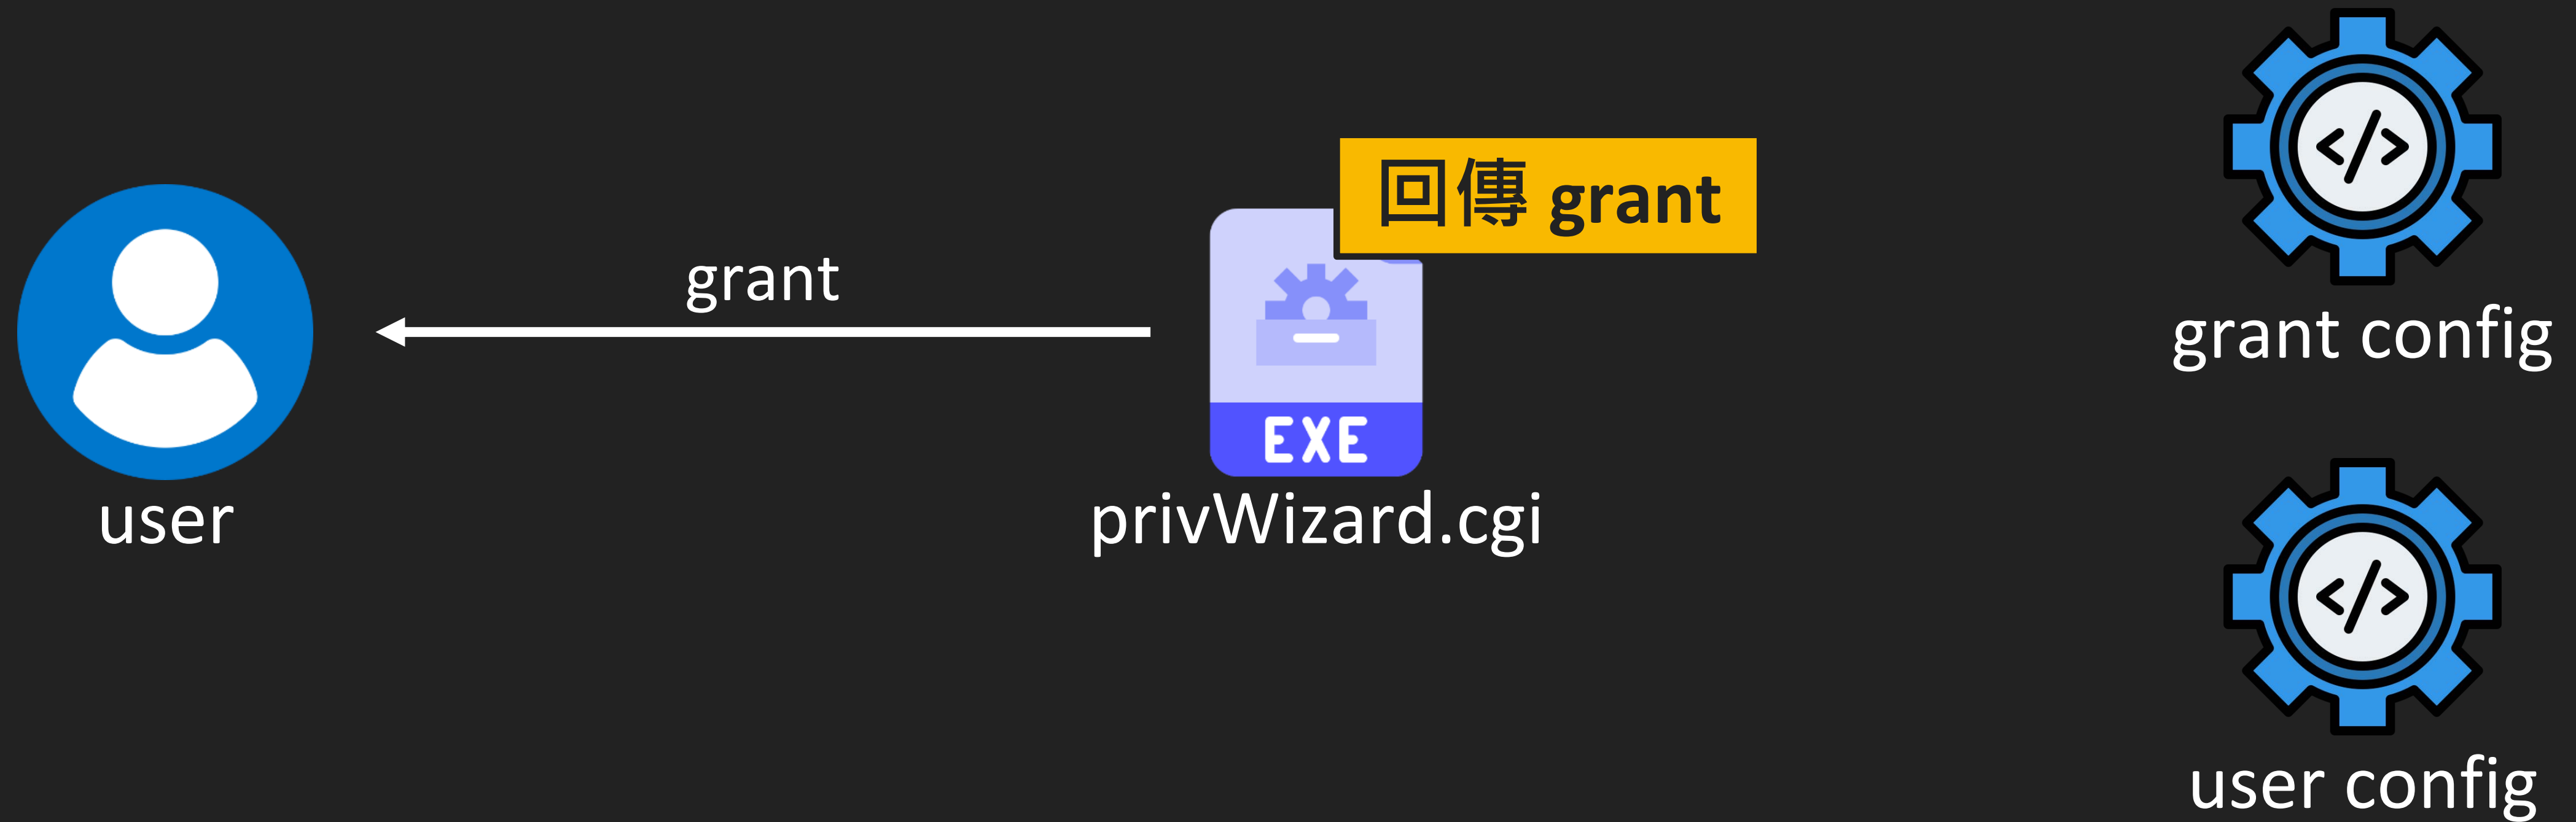 回傳 grant
grant
EXE
user
privWizard.cgi
</>
grant config
</>
user config